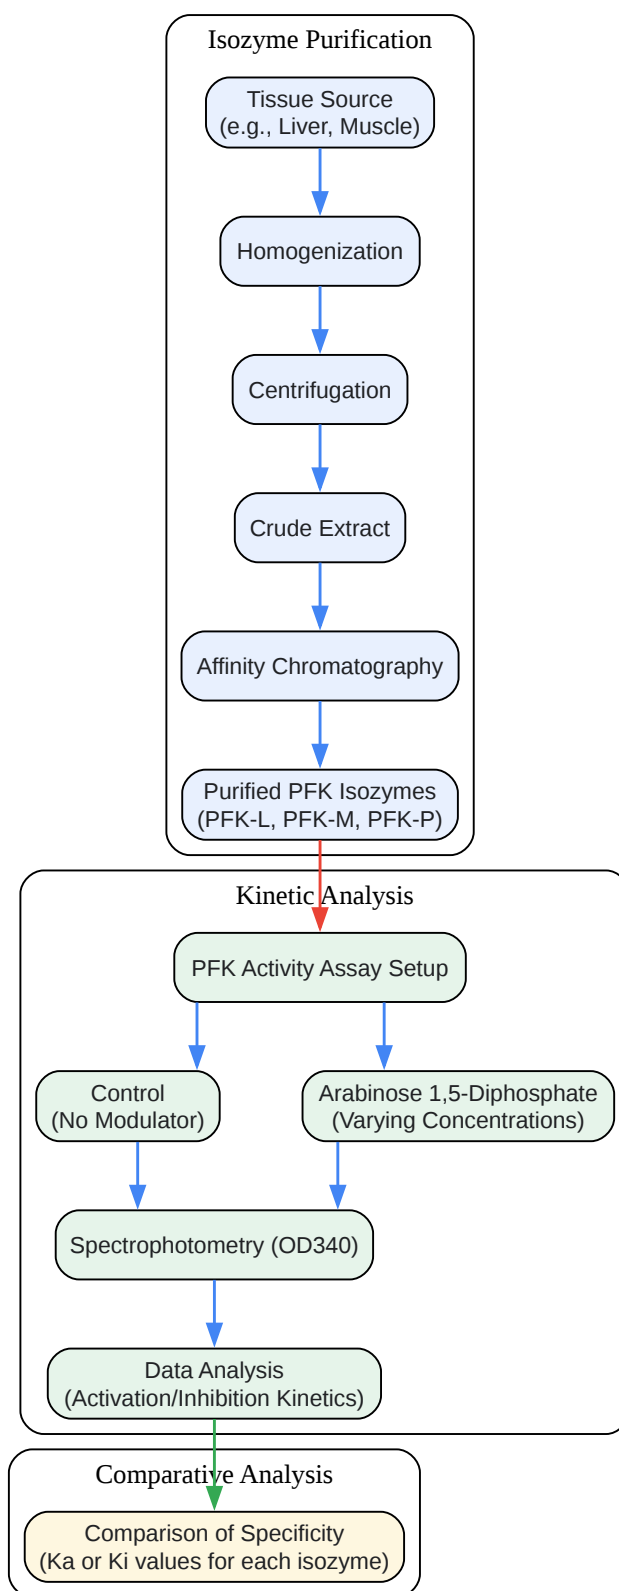 Isozyme Purification
Tissue Source
(e.g., Liver, Muscle)
Homogenization
Centrifugation
Crude Extract
Affinity Chromatography
Purified PFK Isozymes
(PFK-L, PFK-M, PFK-P)
Kinetic Analysis
PFK Activity Assay Setup
Control
(No Modulator)
Arabinose 1,5-Diphosphate
(Varying Concentrations)
Spectrophotometry (OD340)
Data Analysis
(Activation/Inhibition Kinetics)
Comparative Analysis
Comparison of Specificity
(Ka or Ki values for each isozyme)